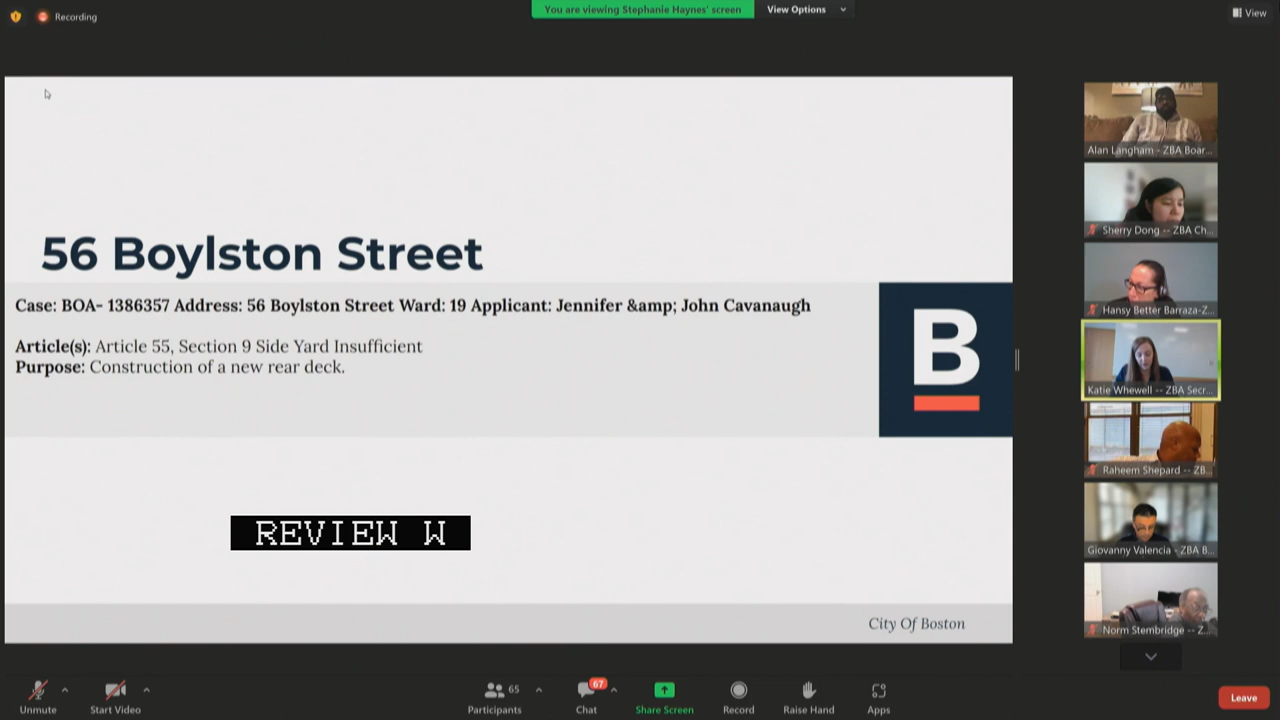 Recording
You are viewing Stephanie Haynes' screen
View Options
View
56 Boylston Street
Case: BOA- 1386357 Address: 56 Boylston Street Ward: 19 Applicant: Jennifer &amp; John Cavanaugh
Article(s): Article 55, Section 9 Side Yard Insufficient
Purpose: Construction of a new rear deck.
B
REVIEW W
City Of Boston
Alan Langham - ZBA Boar...
Sherry Dong -- ZBA Ch...
Hansy Better Barraza-Z...
Katie Whewell -- ZBA Secr...
Raheem Shepard -- ZB...
Giovanny Valencia - ZBA B...
Norm Stembridge -- Z...
Unmute
Start Video
Participants
65
Chat
67
Share Screen
Record
Raise Hand
Apps
Leave